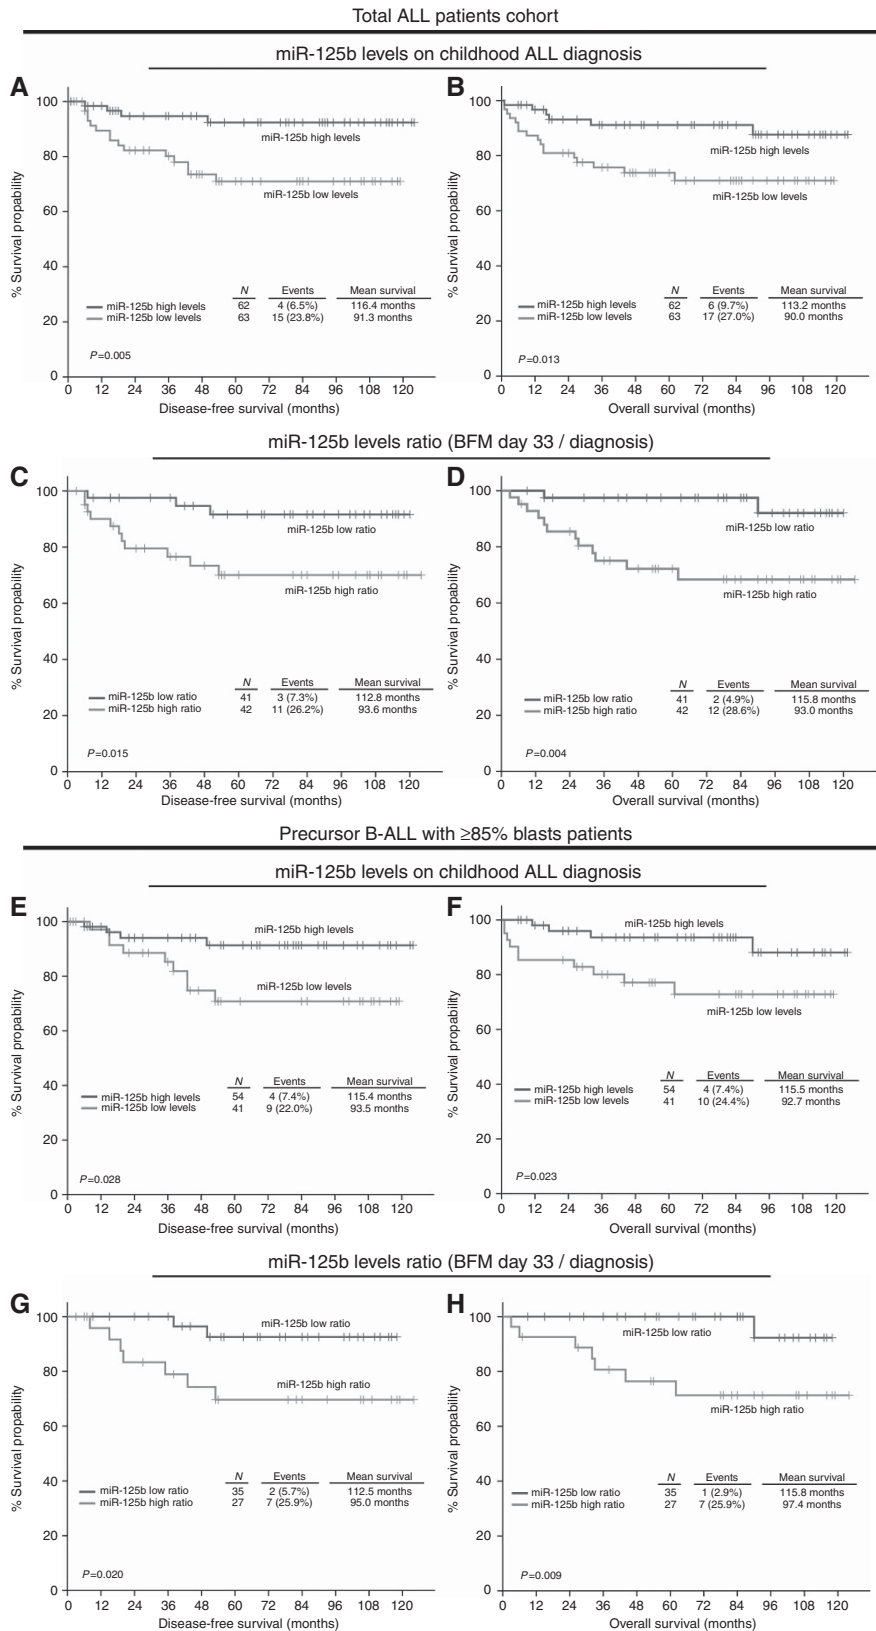 Total ALL patients cohort
miR-125b levels on childhood ALL diagnosis
A
% Survival propability
100
80
60
40
20
0
miR-125b high levels
miR-125b low levels
N Events Mean survival
miR-125b high levels 62 4 (6.5%) 116.4 months
miR-125b low levels 63 15 (23.8%) 91.3 months
P=0.005
0 12 24 36 48 60 72 84 96 108 120
Disease-free survival (months)
B
% Survival propability
100
80
60
40
20
0
miR-125b high levels
miR-125b low levels
N Events Mean survival
miR-125b high levels 62 6 (9.7%) 113.2 months
miR-125b low levels 63 17 (27.0%) 90.0 months
P=0.013
0 12 24 36 48 60 72 84 96 108 120
Overall survival (months)
miR-125b levels ratio (BFM day 33 / diagnosis)
C
% Survival propability
100
80
60
40
20
0
miR-125b low ratio
miR-125b high ratio
N Events Mean survival
miR-125b low ratio 41 3 (7.3%) 112.8 months
miR-125b high ratio 42 11 (26.2%) 93.6 months
P=0.015
0 12 24 36 48 60 72 84 96 108 120
Disease-free survival (months)
D
% Survival propability
100
80
60
40
20
0
miR-125b low ratio
miR-125b high ratio
N Events Mean survival
miR-125b low ratio 41 2 (4.9%) 115.8 months
miR-125b high ratio 42 12 (28.6%) 93.0 months
P=0.004
0 12 24 36 48 60 72 84 96 108 120
Overall survival (months)
Precursor B-ALL with ≥85% blasts patients
miR-125b levels on childhood ALL diagnosis
E
% Survival propability
100
80
60
40
20
0
miR-125b high levels
miR-125b low levels
N Events Mean survival
miR-125b high levels 54 4 (7.4%) 115.4 months
miR-125b low levels 41 9 (22.0%) 93.5 months
P=0.028
0 12 24 36 48 60 72 84 96 108 120
Disease-free survival (months)
F
% Survival propability
100
80
60
40
20
0
miR-125b high levels
miR-125b low levels
N Events Mean survival
miR-125b high levels 54 4 (7.4%) 115.5 months
miR-125b low levels 41 10 (24.4%) 92.7 months
P=0.023
0 12 24 36 48 60 72 84 96 108 120
Overall survival (months)
miR-125b levels ratio (BFM day 33 / diagnosis)
G
% Survival propability
100
80
60
40
20
0
miR-125b low ratio
miR-125b high ratio
N Events Mean survival
miR-125b low ratio 35 2 (5.7%) 112.5 months
miR-125b high ratio 27 7 (25.9%) 95.0 months
P=0.020
0 12 24 36 48 60 72 84 96 108 120
Disease-free survival (months)
H
% Survival propability
100
80
60
40
20
0
miR-125b low ratio
miR-125b high ratio
N Events Mean survival
miR-125b low ratio 35 1 (2.9%) 115.8 months
miR-125b high ratio 27 7 (25.9%) 97.4 months
P=0.009
0 12 24 36 48 60 72 84 96 108 120
Overall survival (months)